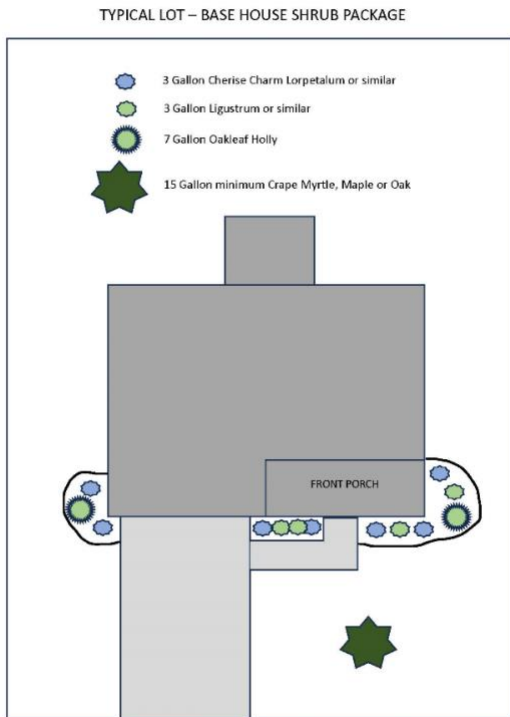 TYPICAL LOT – BASE HOUSE SHRUB PACKAGE
3 Gallon Cherise Charm Lorpetalum or similar
3 Gallon Ligustrum or similar
7 Gallon Oakleaf Holly
15 Gallon minimum Crape Myrtle, Maple or Oak
FRONT PORCH